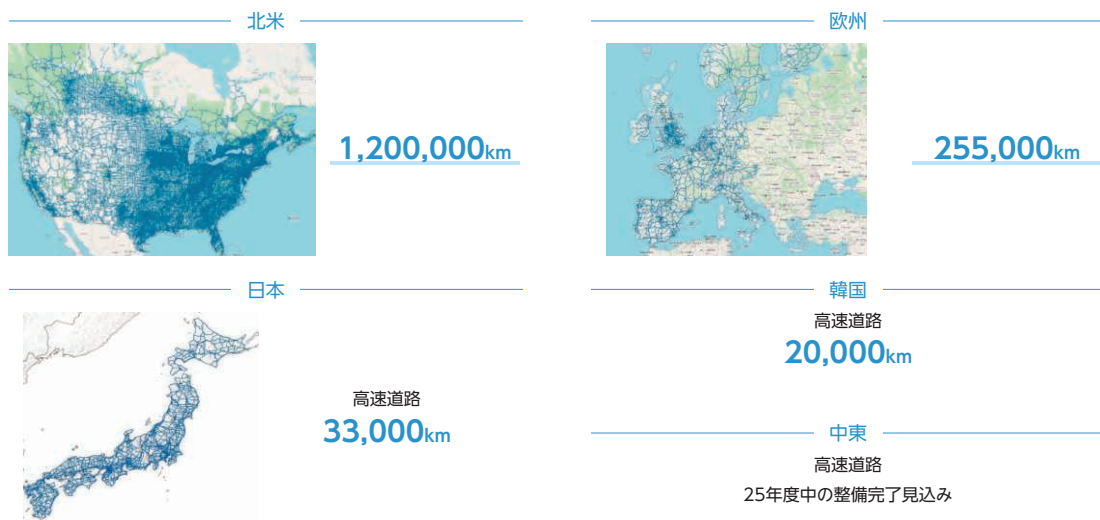 北米
1,200,000km
欧州
255,000km
日本
高速道路
33,000km
韓国
高速道路
20,000km
中東
高速道路
25年度中の整備完了見込み